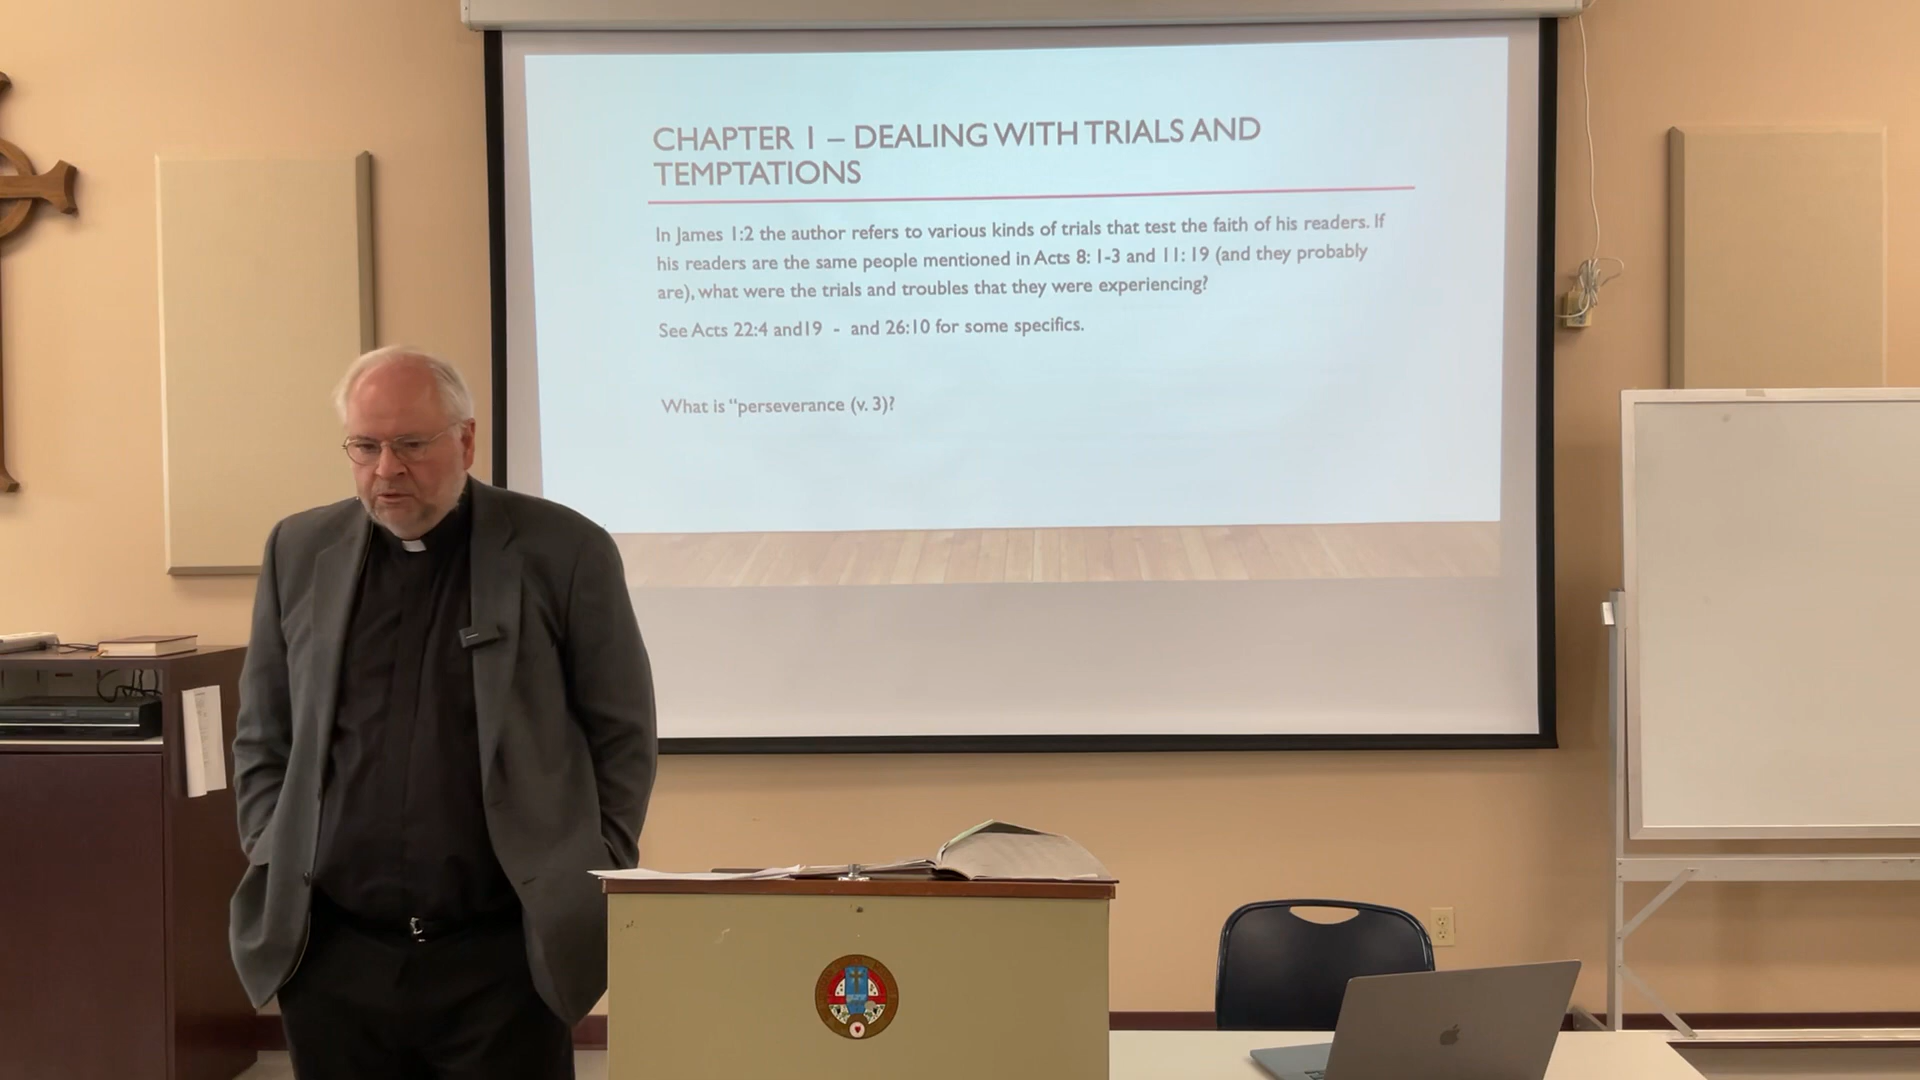 CHAPTER 1 – DEALING WITH TRIALS AND
TEMPTATIONS
In James 1:2 the author refers to various kinds of trials that test the faith of his readers. If
his readers are the same people mentioned in Acts 8: 1-3 and 11: 19 (and they probably
are), what were the trials and troubles that they were experiencing?
See Acts 22:4 and19 - and 26:10 for some specifics.
What is “perseverance (v. 3)?